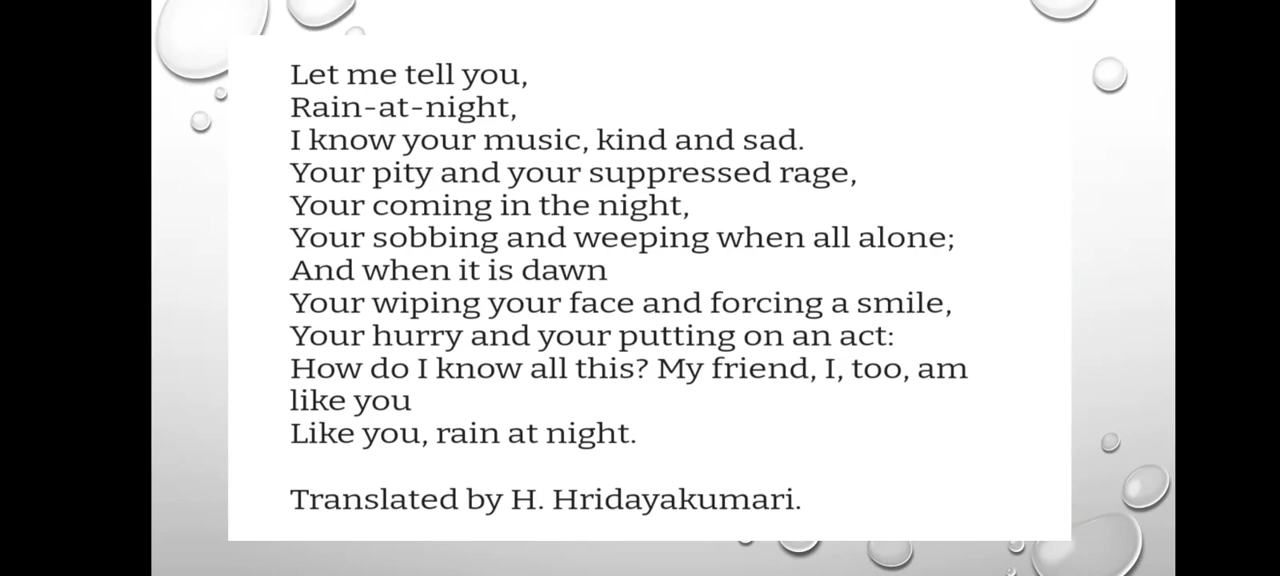 Let me tell you,
Rain-at-night,
I know your music, kind and sad.
Your pity and your suppressed rage,
Your coming in the night,
Your sobbing and weeping when all alone;
And when it is dawn
Your wiping your face and forcing a smile,
Your hurry and your putting on an act:
How do I know all this? My friend, I, too, am
like you
Like you, rain at night.
Translated by H. Hridayakumari.